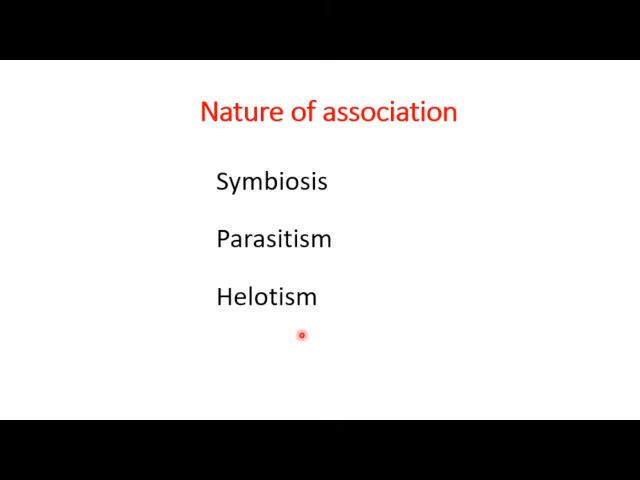 Nature of association
Symbiosis
Parasitism
Helotism